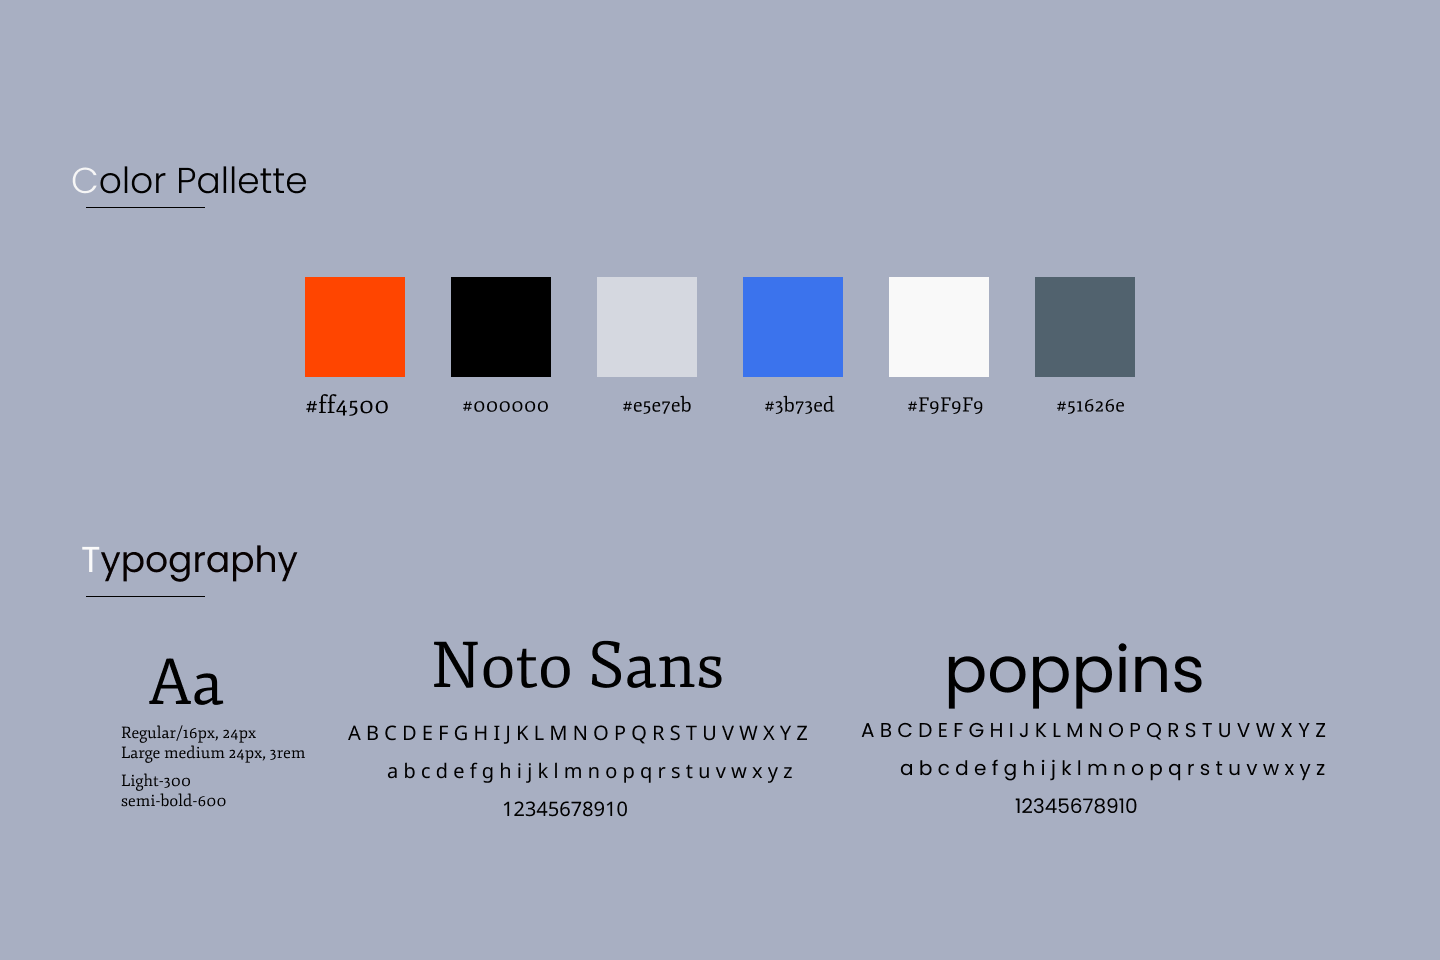 Color Pallette
#ff4500 #000000 #e5e7eb #3b73ed #F9F9F9 #51626e
Typography
Aa
Regular/16px, 24px
Large medium 24px, 3rem
Light-300
semi-bold-600
Noto Sans
A B C D E F G H I J K L M N O P Q R S T U V W X Y Z
a b c d e f g h i j k l m n o p q r s t u v w x y z
12345678910
poppins
A B C D E F G H I J K L M N O P Q R S T U V W X Y Z
a b c d e f g h i j k l m n o p q r s t u v w x y z
12345678910